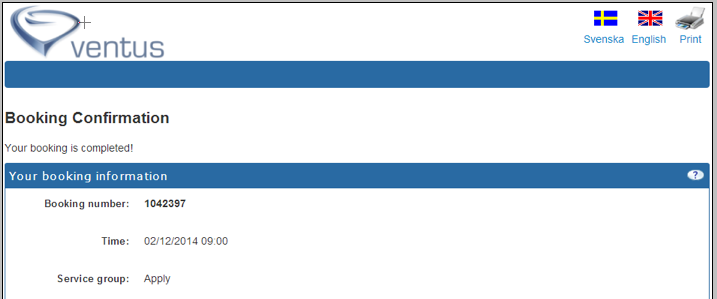 ventus
Svenska English Print
Booking Confirmation
Your booking is completed!
Your booking information ?
Booking number: 1042397
Time: 02/12/2014 09:00
Service group: Apply